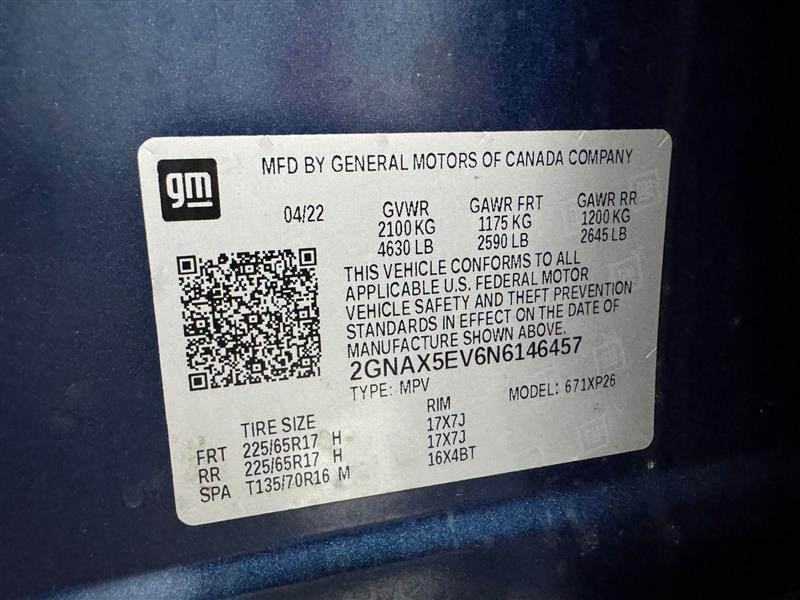 gm
MFD BY GENERAL MOTORS OF CANADA COMPANY
04/22 GVWR GAWR FRT GAWR RR
2100 KG 1175 KG 1200 KG
4630 LB 2590 LB 2645 LB
THIS VEHICLE CONFORMS TO ALL
APPLICABLE U.S. FEDERAL MOTOR
VEHICLE SAFETY AND THEFT PREVENTION
STANDARDS IN EFFECT ON THE DATE OF
MANUFACTURE SHOWN ABOVE.
2GNAX5EV6N6146457
TYPE: MPV MODEL: 671XP26
TIRE SIZE RIM
FRT 225/65R17 H 17X7J
RR 225/65R17 H 17X7J
SPA T135/70R16 M 16X4BT